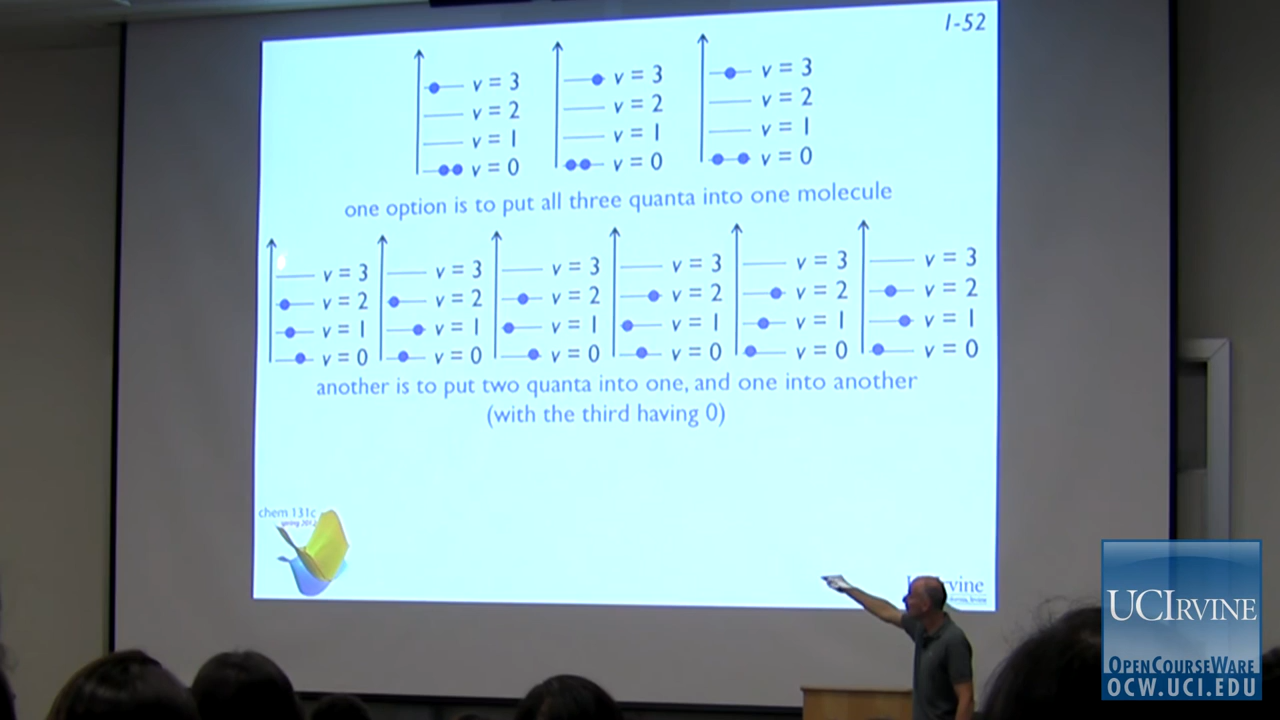 1-52
v = 3 v = 3 v = 3
v = 2 v = 2 v = 2
v = 1 v = 1 v = 1
v = 0 v = 0 v = 0
one option is to put all three quanta into one molecule
v = 3 v = 3 v = 3 v = 3 v = 3 v = 3
v = 2 v = 2 v = 2 v = 2 v = 2 v = 2
v = 1 v = 1 v = 1 v = 1 v = 1 v = 1
v = 0 v = 0 v = 0 v = 0 v = 0 v = 0
another is to put two quanta into one, and one into another
(with the third having 0)
chem 131c
spring 2012
UCIRVINE
OPENCOURSEWARE
OCW.UCI.EDU